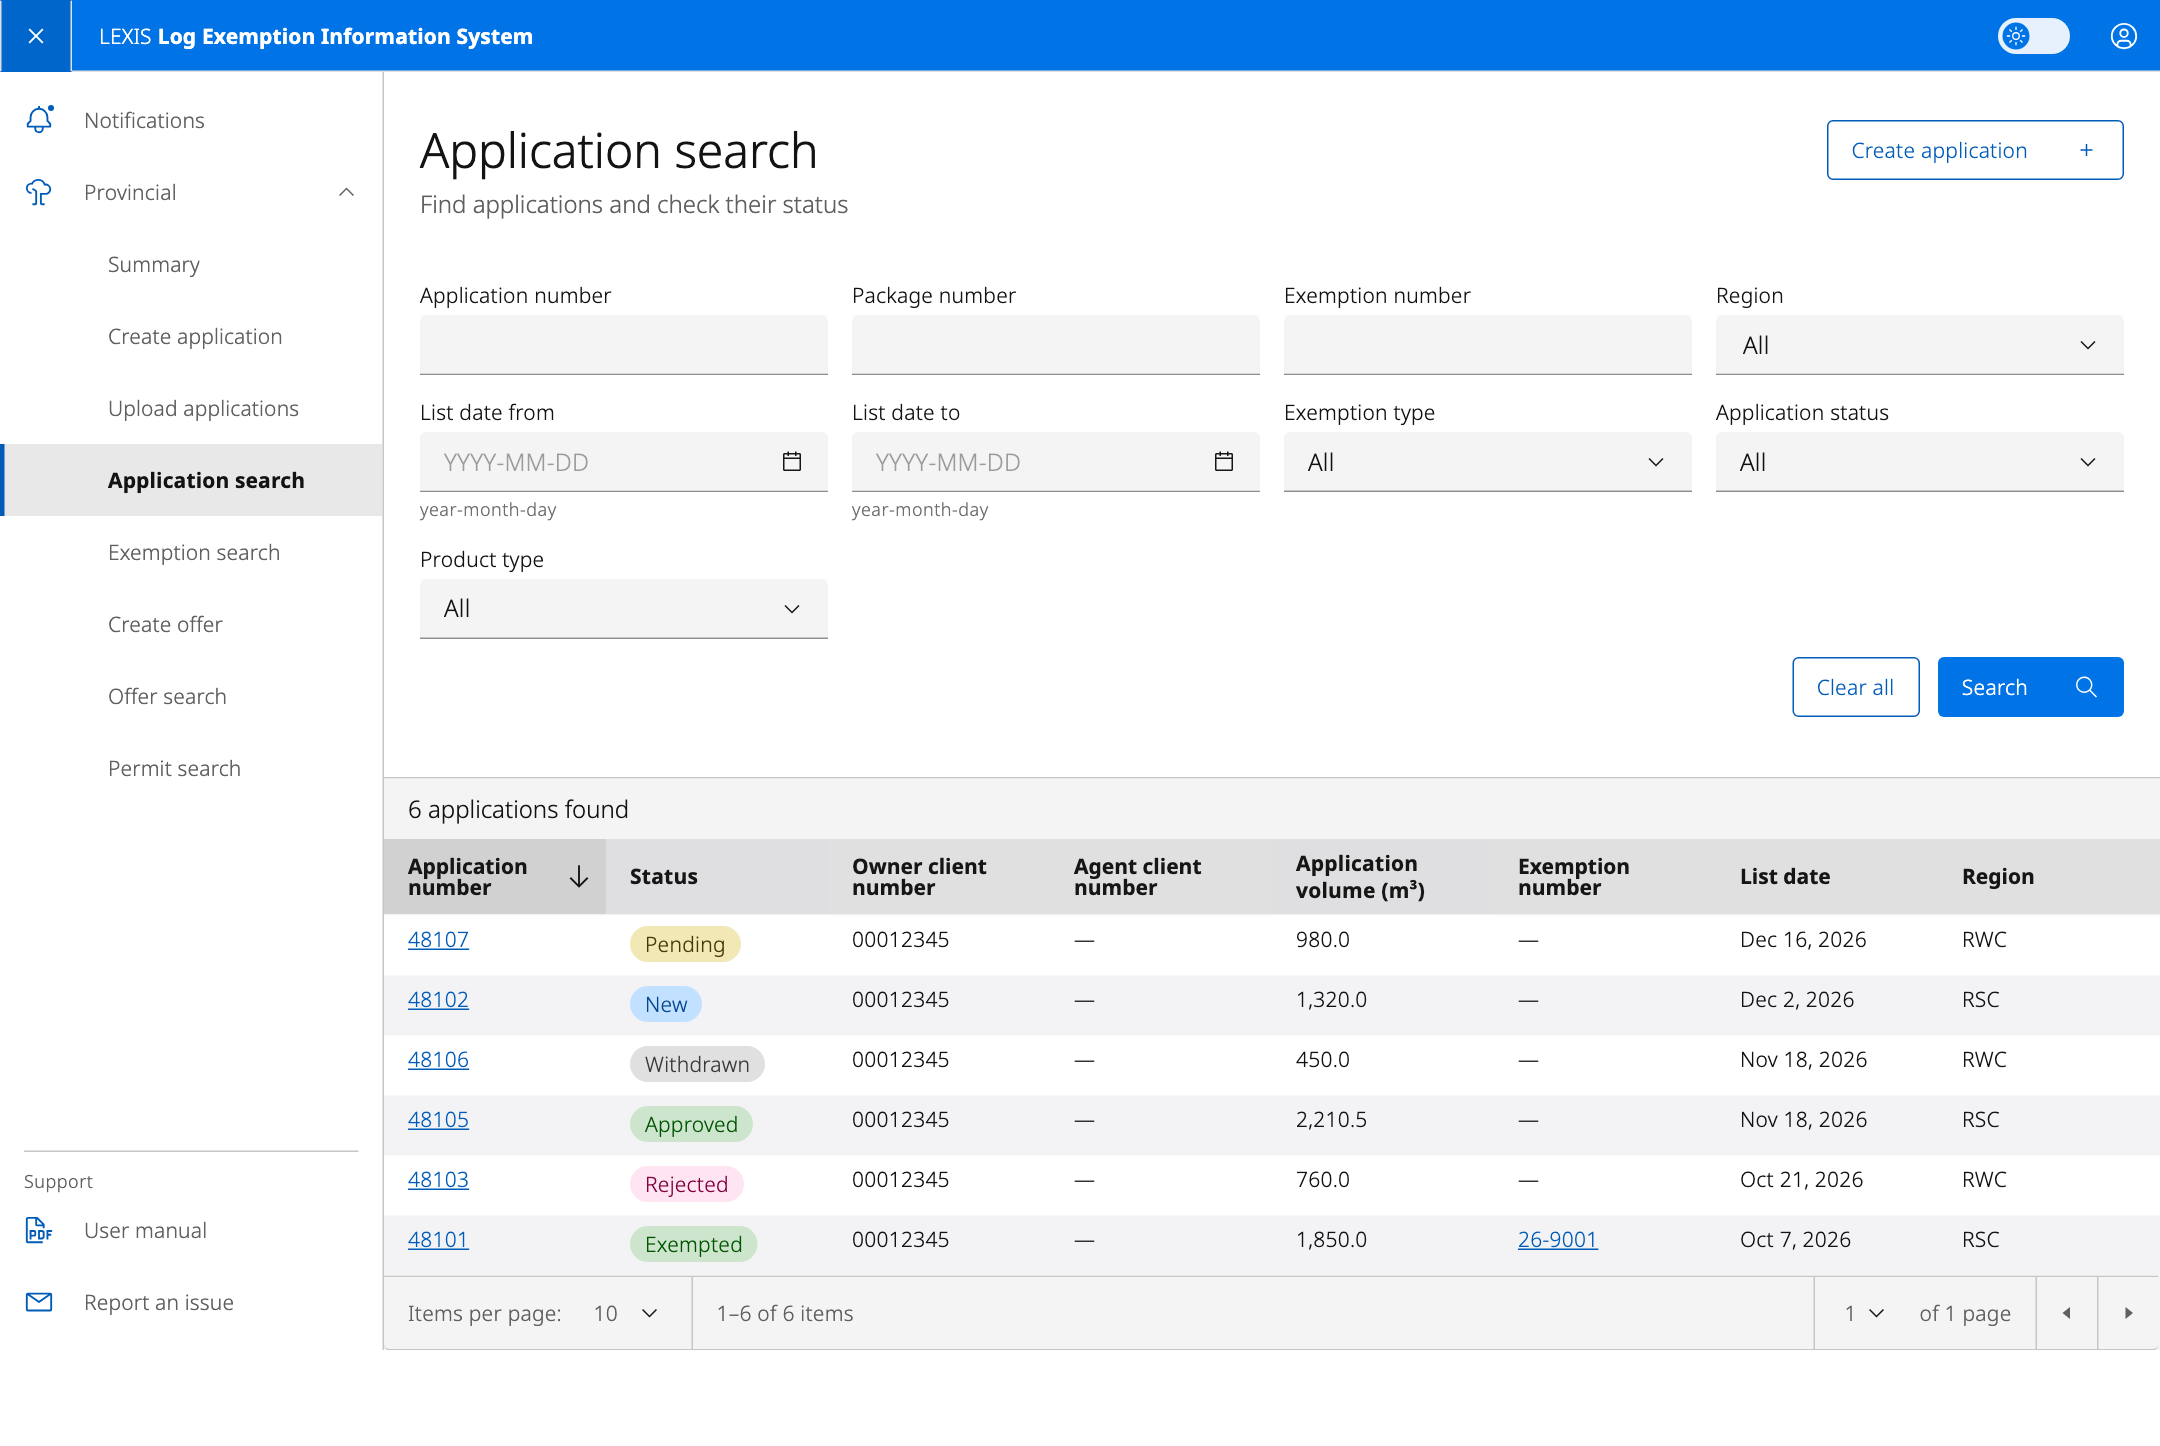 LEXIS Log Exemption Information System
Notifications
Provincial
Summary
Create application
Upload applications
Application search
Exemption search
Create offer
Offer search
Permit search
Support
PDF
User manual
Report an issue
Application search
Create application +
Find applications and check their status
Application number Package number Exemption number Region
All
List date from List date to Exemption type Application status
YYYY-MM-DD YYYY-MM-DD All All
year-month-day year-month-day
Product type
All
Clear all Search
6 applications found
Application number Status Owner client number Agent client number Application volume (m³) Exemption number List date Region
48107 Pending 00012345 — 980.0 — Dec 16, 2026 RWC
48102 New 00012345 — 1,320.0 — Dec 2, 2026 RSC
48106 Withdrawn 00012345 — 450.0 — Nov 18, 2026 RWC
48105 Approved 00012345 — 2,210.5 — Nov 18, 2026 RSC
48103 Rejected 00012345 — 760.0 — Oct 21, 2026 RWC
48101 Exempted 00012345 — 1,850.0 26-9001 Oct 7, 2026 RSC
Items per page: 10 1–6 of 6 items 1 of 1 page